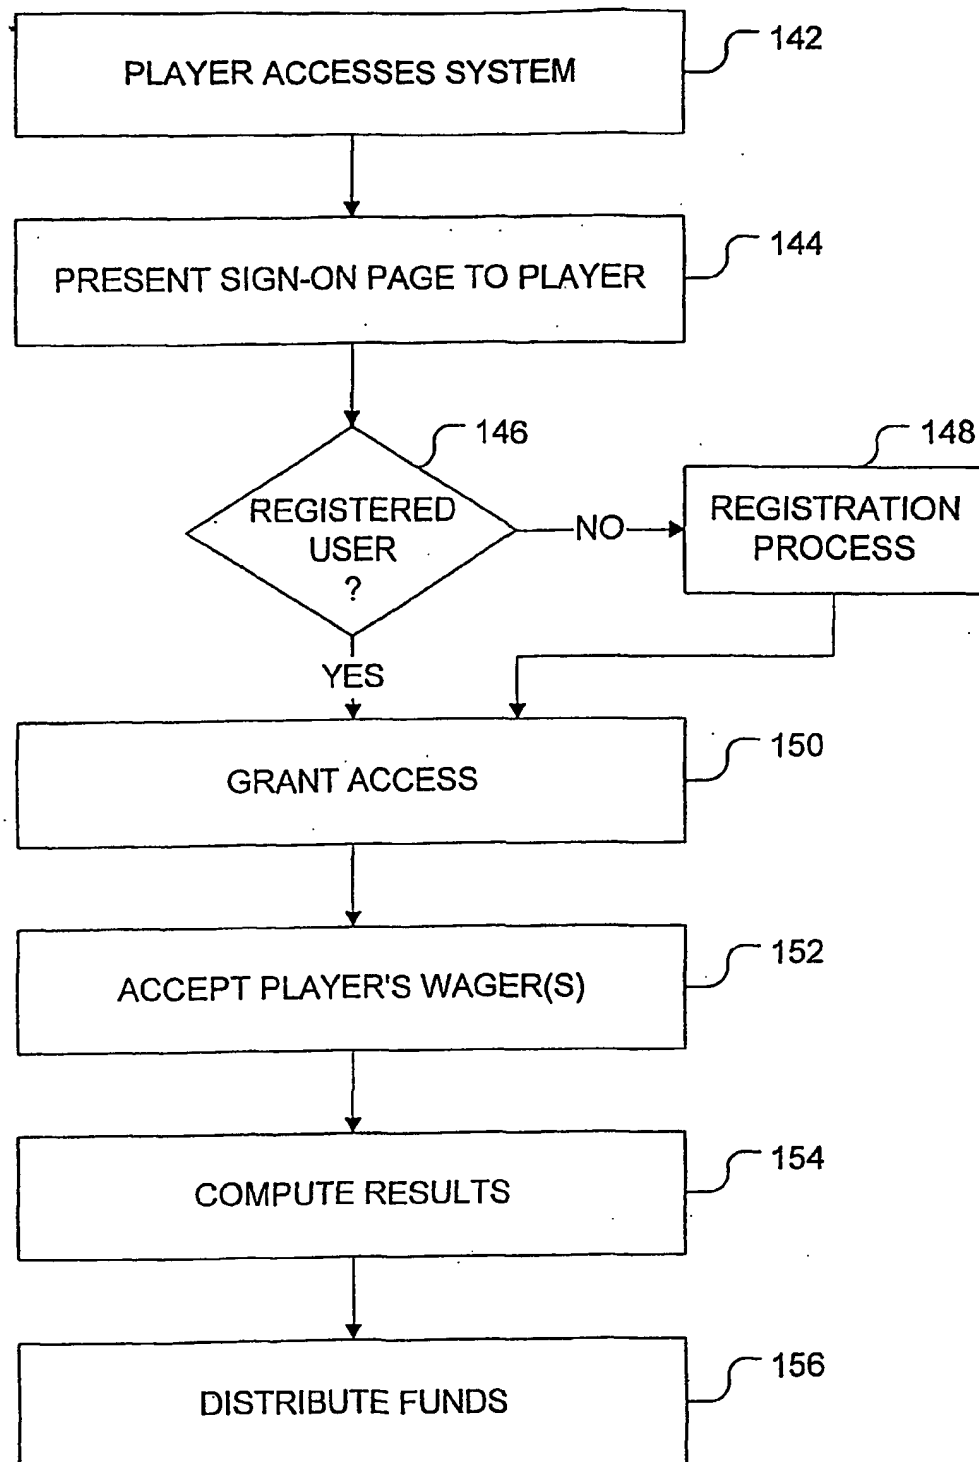 PLAYER ACCESSES SYSTEM
142
PRESENT SIGN-ON PAGE TO PLAYER
144
146
REGISTERED
USER
?
NO
148
REGISTRATION
PROCESS
YES
GRANT ACCESS
150
ACCEPT PLAYER'S WAGER(S)
152
COMPUTE RESULTS
154
DISTRIBUTE FUNDS
156